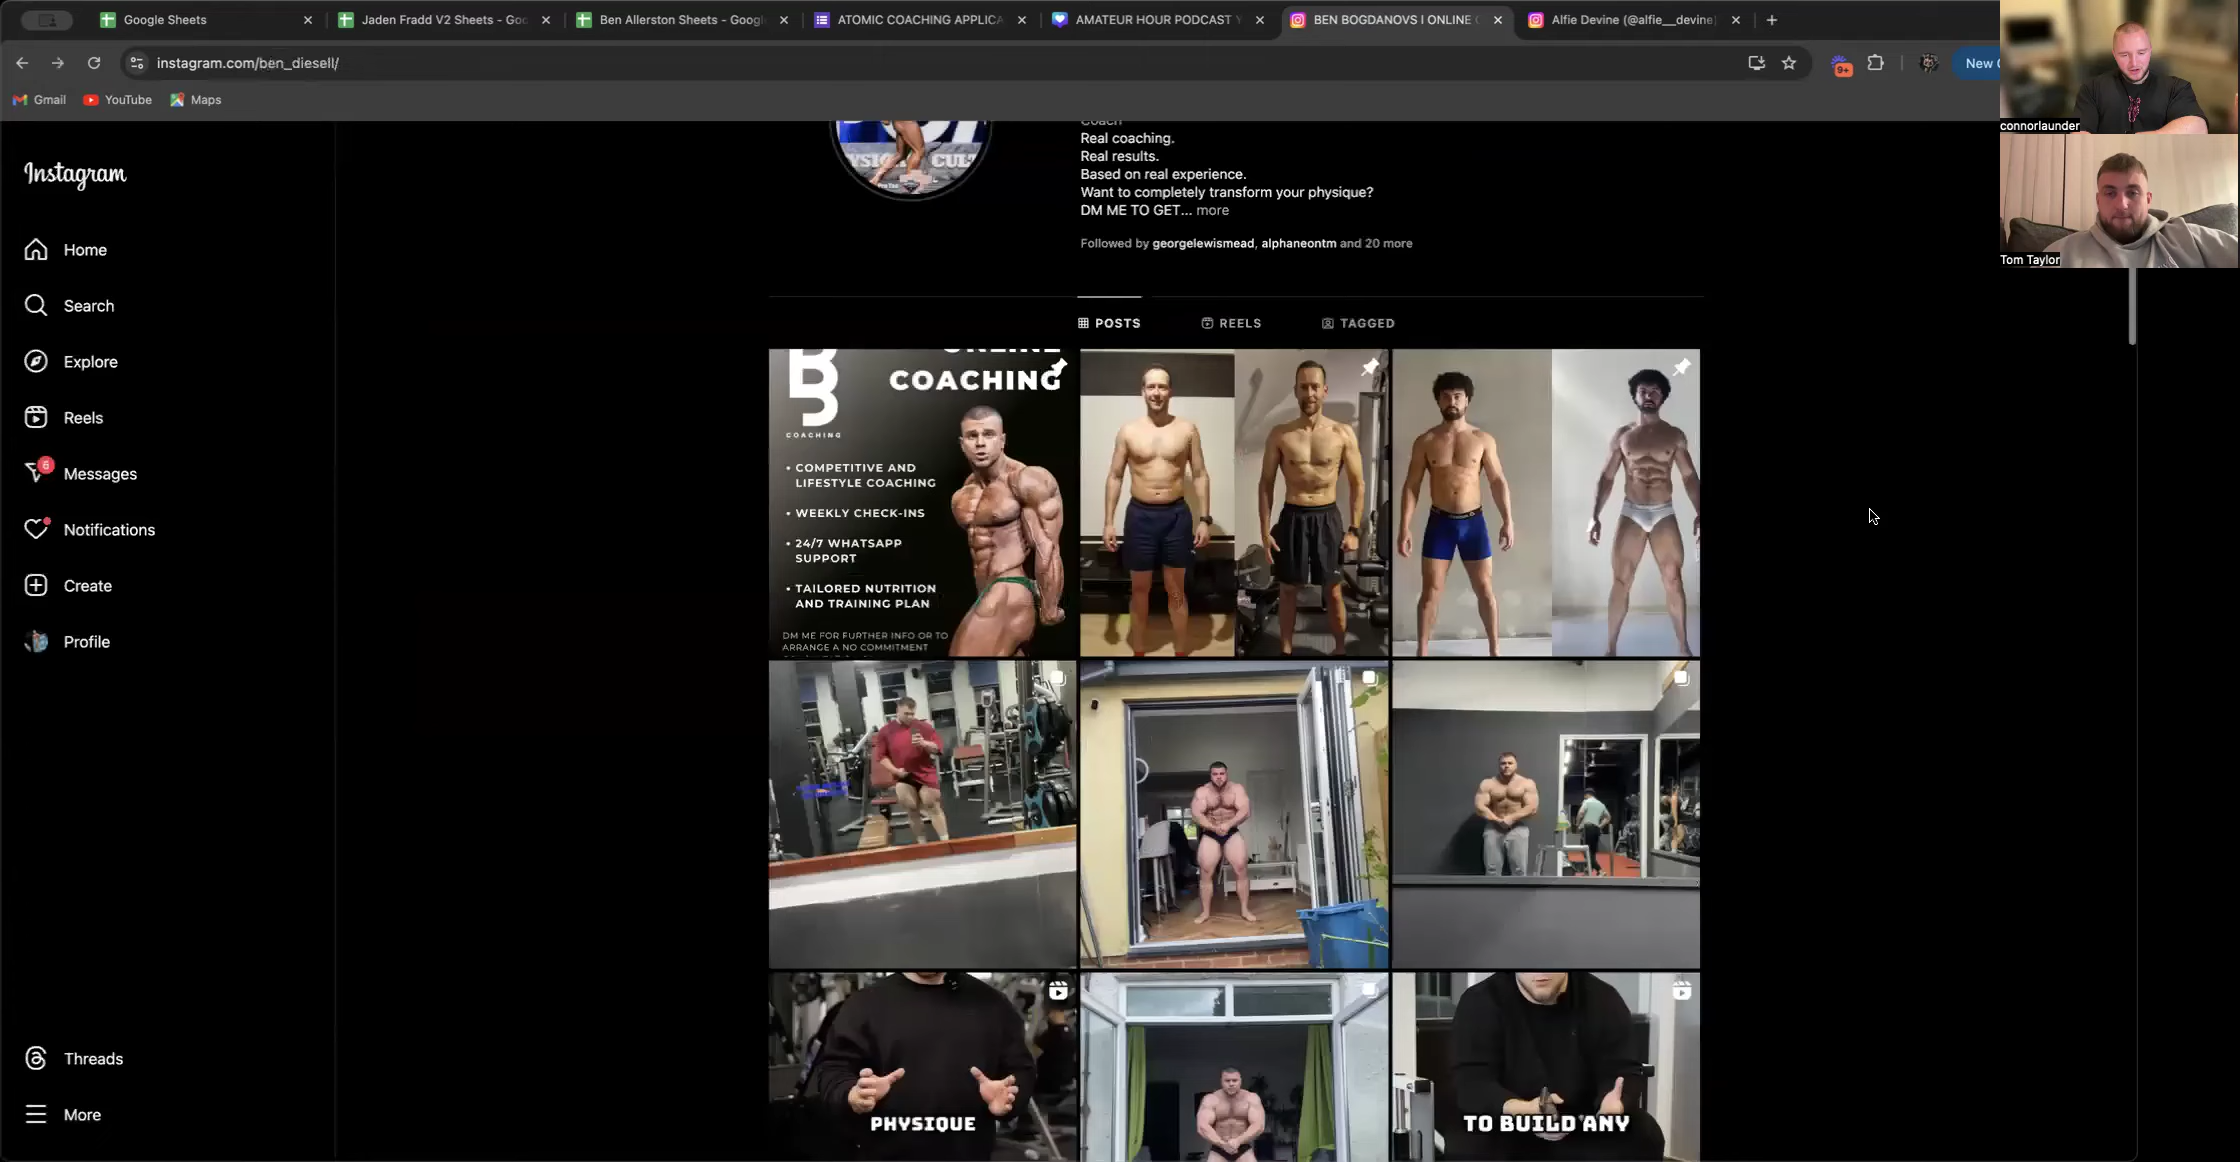 Google Sheets
Jaden Fradd V2 Sheets - Goo
Ben Allerston Sheets - Google
ATOMIC COACHING APPLICA
AMATEUR HOUR PODCAST
BEN BOGDANOVS I ONLINE
Alfie Devine (@alfie__devine)
instagram.com/ben_diesell/
9+
New
Gmail
YouTube
Maps
connorlaunder
Tom Taylor
Instagram
Home
Search
Explore
Reels
6
Messages
Notifications
Create
Profile
Threads
More
Coach
Real coaching.
Real results.
Based on real experience.
Want to completely transform your physique?
DM ME TO GET... more
Followed by georgelewismead, alphaneontm and 20 more
POSTS
REELS
TAGGED
ONLINE
COACHING
COACHING
• COMPETITIVE AND
LIFESTYLE COACHING
• WEEKLY CHECK-INS
• 24/7 WHATSAPP
SUPPORT
• TAILORED NUTRITION
AND TRAINING PLAN
DM ME FOR FURTHER INFO OR TO
ARRANGE A NO COMMITMENT
PHYSIQUE
TO BUILD ANY